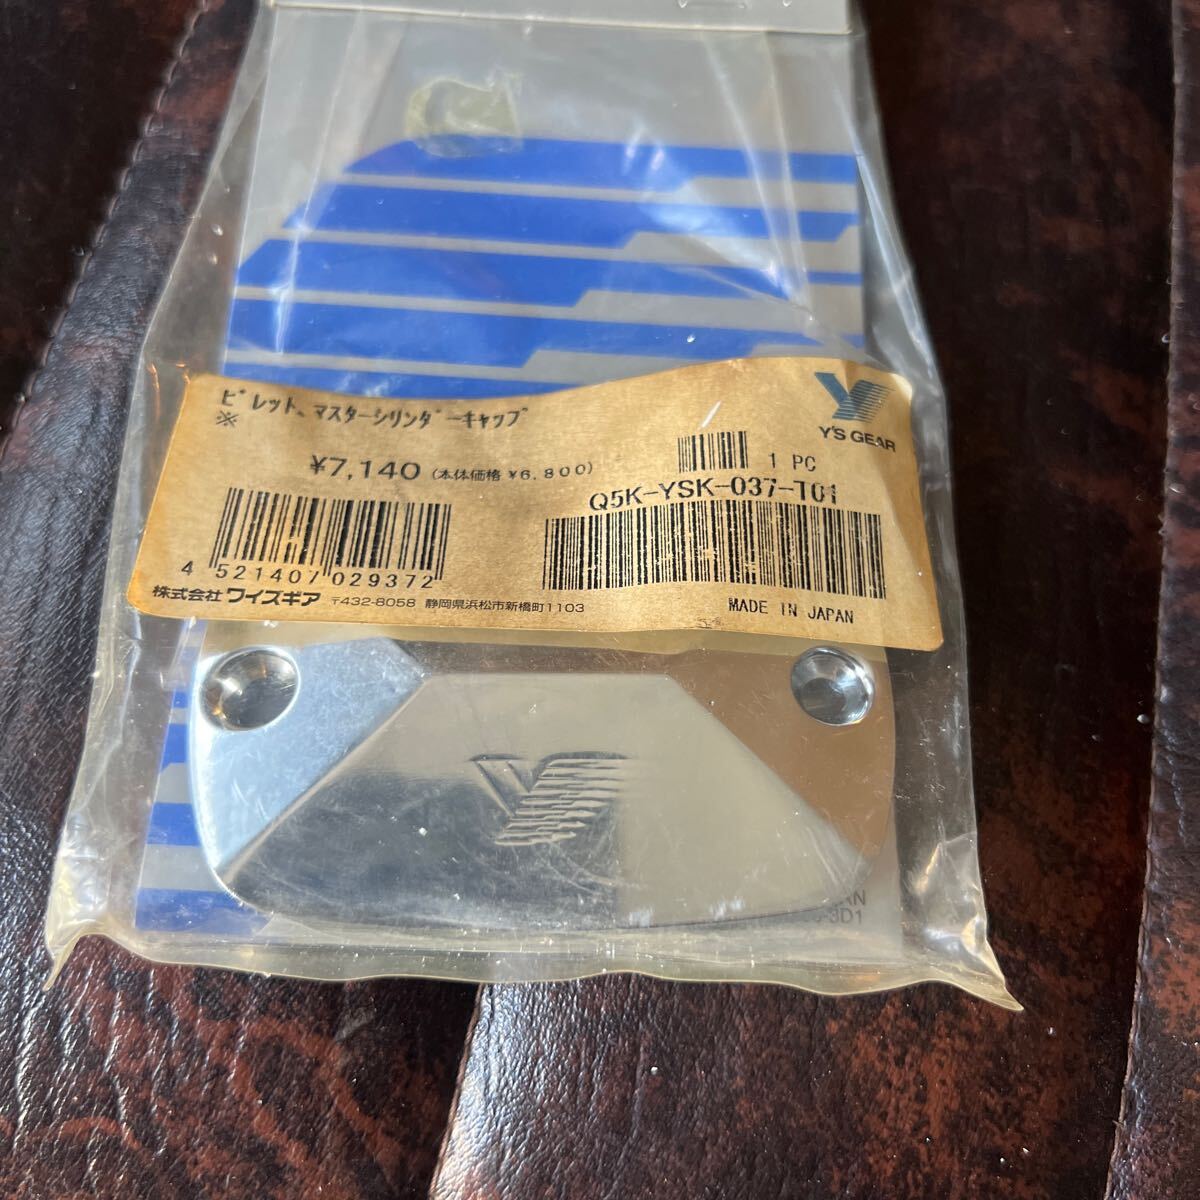 ビレット、マスターシリンダーキャップ
※
Y'S GEAR
¥7,140 (本体価格 ¥6,800)
1 PC
Q5K-YSK-037-T01
4 521407 029372
株式会社 ワイズギア 〒432-8058 静岡県浜松市新橋町1103
MADE IN JAPAN